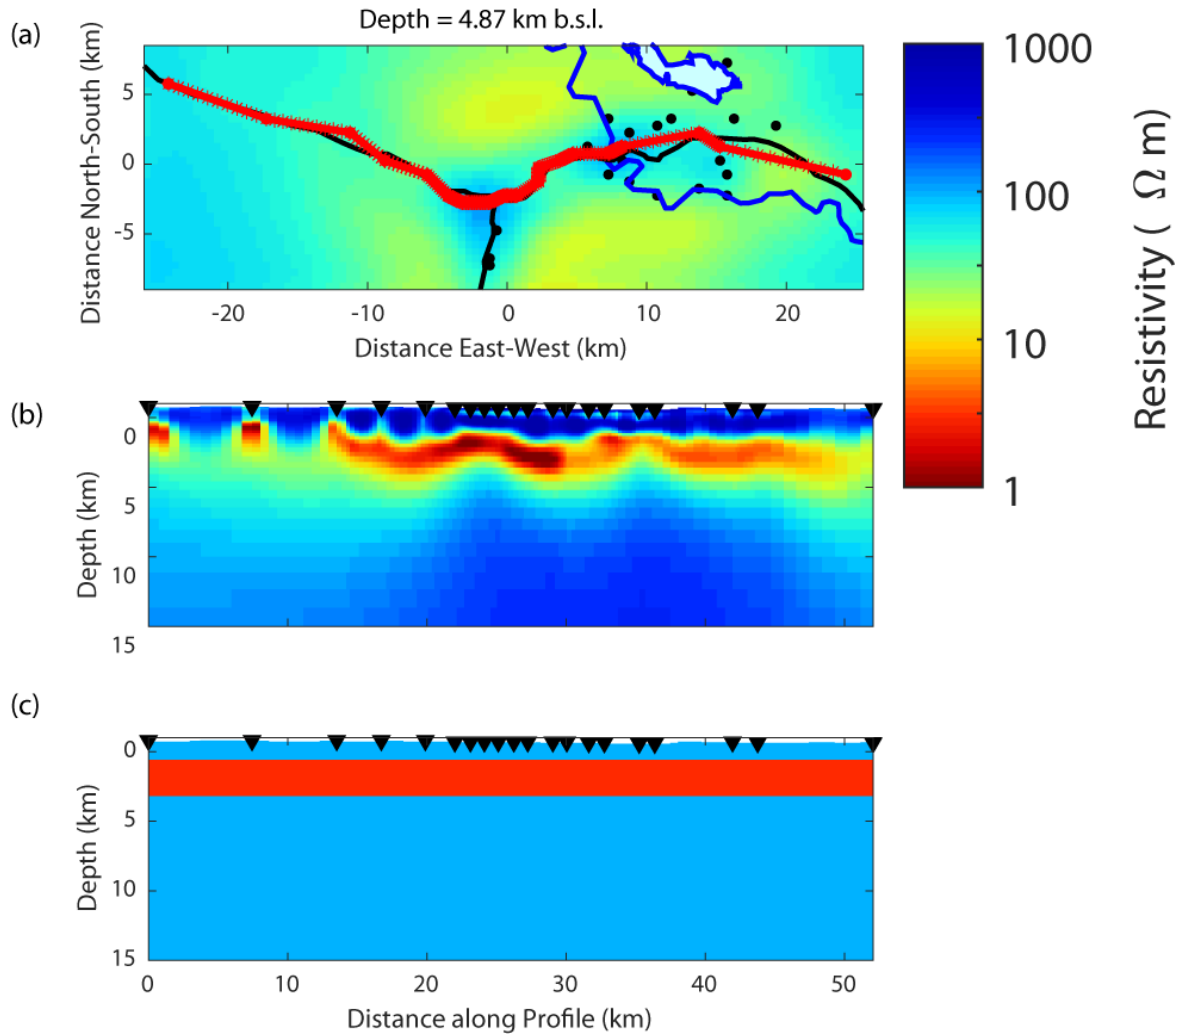 (a)
Depth = 4.87 km b.s.l.
Distance North-South (km)
5
0
-5
-20
-10
0
10
20
Distance East-West (km)
1000
100
10
1
Resistivity ( Ω m)
(b)
Depth (km)
0
5
10
15
(c)
Depth (km)
0
5
10
15
0
10
20
30
40
50
Distance along Profile (km)